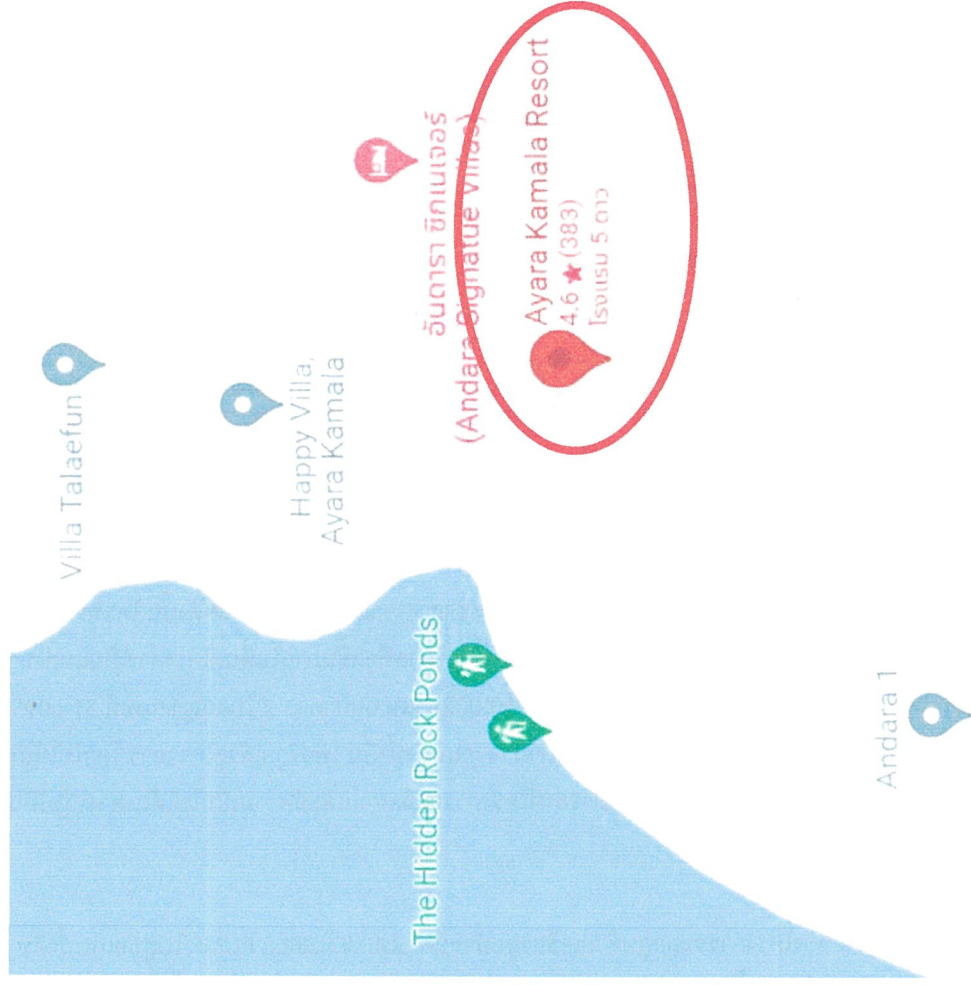 Villa Talaefun
Happy Villa,
Ayara Kamala
อันดารา ซิกเนเจอร์
(Andara Signatue Villas)
Ayara Kamala Resort
4.6 ★ (383)
โรงแรม 5 ดาว
The Hidden Rock Ponds
Andara 1